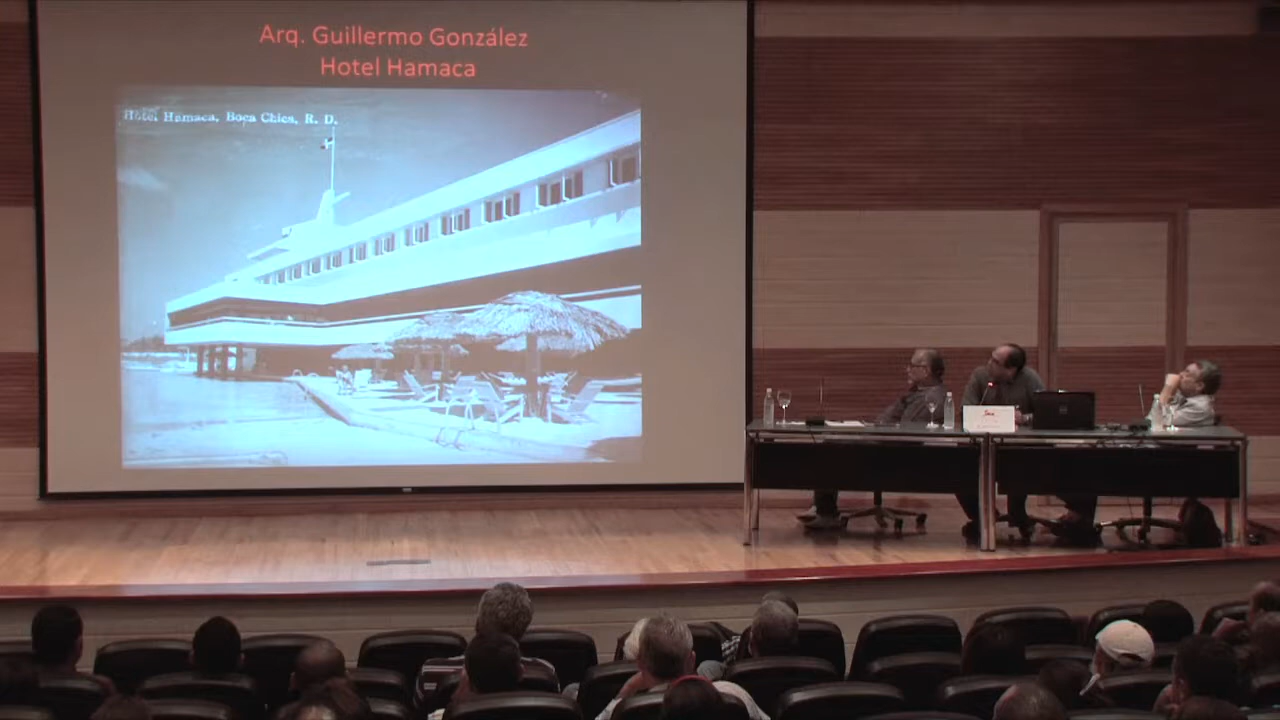 Arq. Guillermo González
Hotel Hamaca
Hotel Hamaca, Boca Chica, R. D.